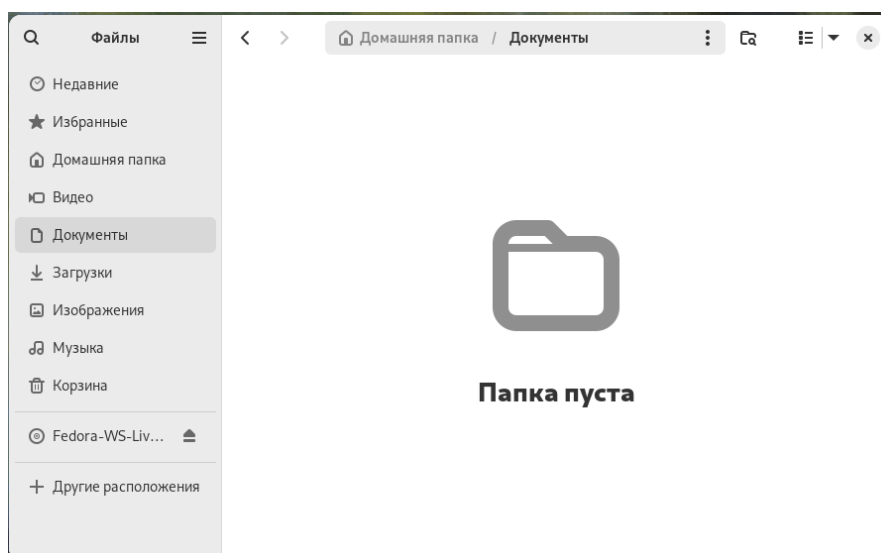 Файлы
Домашняя папка / Документы
Недавние
Избранные
Домашняя папка
Видео
Документы
Загрузки
Изображения
Музыка
Корзина
Fedora-WS-Liv...
Другие расположения
Папка пуста